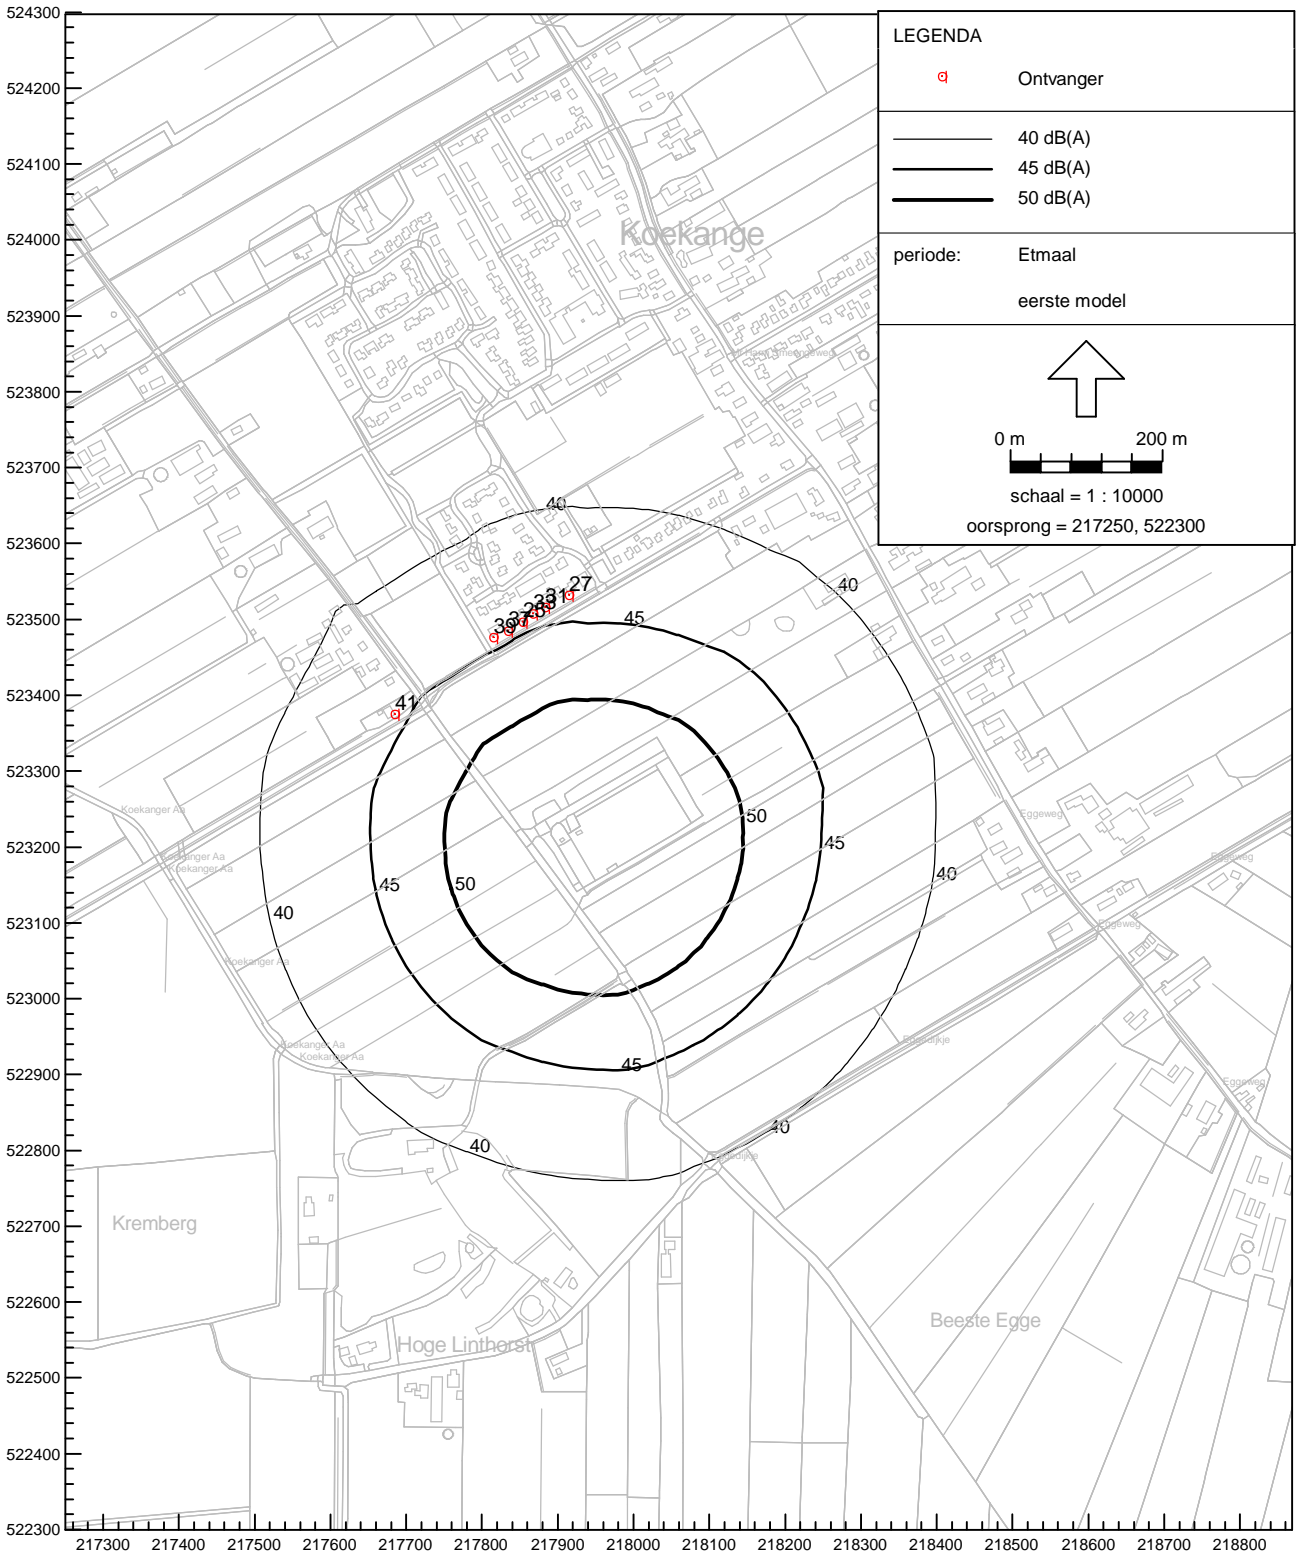 524300
524200
524100
524000
523900
523800
523700
523600
523500
523400
523300
523200
523100
523000
522900
522800
522700
522600
522500
522400
522300
217300 217400 217500 217600 217700 217800 217900 218000 218100 218200 218300 218400 218500 218600 218700 218800
LEGENDA
Ontvanger
40 dB(A)
45 dB(A)
50 dB(A)
periode: Etmaal
eerste model
0 m 200 m
schaal = 1 : 10000
oorsprong = 217250, 522300
Koekange
40
40
27
31
33
39
45
41
50
45
40
50
45
40
45
40
40
Koekanger Aa
Koekanger Aa
Koekanger Aa
Koekanger Aa
Koekanger Aa
Koekanger Aa
Eggeweg
Eggeweg
Eggeweg
Eggeweg
Eggedijkje
Eggedijkje
Kremberg
Hoge Linthorst
Beeste Egge